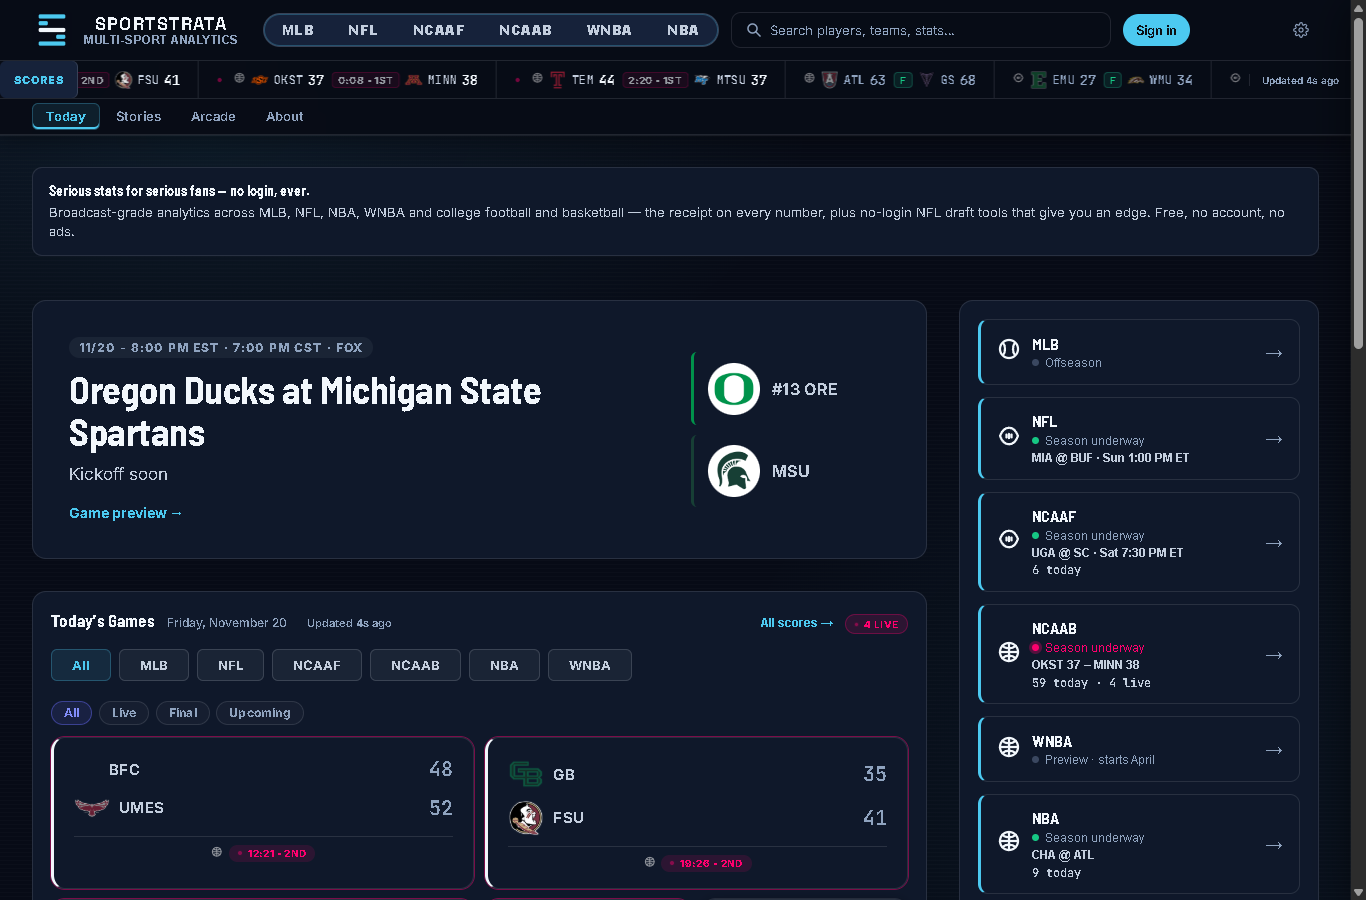 SPORTSTRATA
MULTI-SPORT ANALYTICS
MLB NFL NCAAF NCAAB WNBA NBA
Search players, teams, stats...
Sign in
SCORES
2ND FSU 41
OKST 37 0:08 - 1ST MINN 38
TEM 44 2:20 - 1ST MTSU 37
ATL 63 F GS 68
EMU 27 F WMU 34
Updated 4s ago
Today Stories Arcade About
Serious stats for serious fans — no login, ever.
Broadcast-grade analytics across MLB, NFL, NBA, WNBA and college football and basketball — the receipt on every number, plus no-login NFL draft tools that give you an edge. Free, no account, no
ads.
11/20 - 8:00 PM EST · 7:00 PM CST · FOX
Oregon Ducks at Michigan State
Spartans
Kickoff soon
Game preview →
#13 ORE
MSU
Today's Games Friday, November 20 Updated 4s ago
All scores → 4 LIVE
All MLB NFL NCAAF NCAAB NBA WNBA
All Live Final Upcoming
BFC 48
UMES 52
12:21 - 2ND
GB 35
FSU 41
19:26 - 2ND
MLB
Offseason
→
NFL
Season underway
MIA @ BUF · Sun 1:00 PM ET
→
NCAAF
Season underway
UGA @ SC · Sat 7:30 PM ET
6 today
→
NCAAB
Season underway
OKST 37 – MINN 38
59 today · 4 live
→
WNBA
Preview · starts April
→
NBA
Season underway
CHA @ ATL
9 today
→